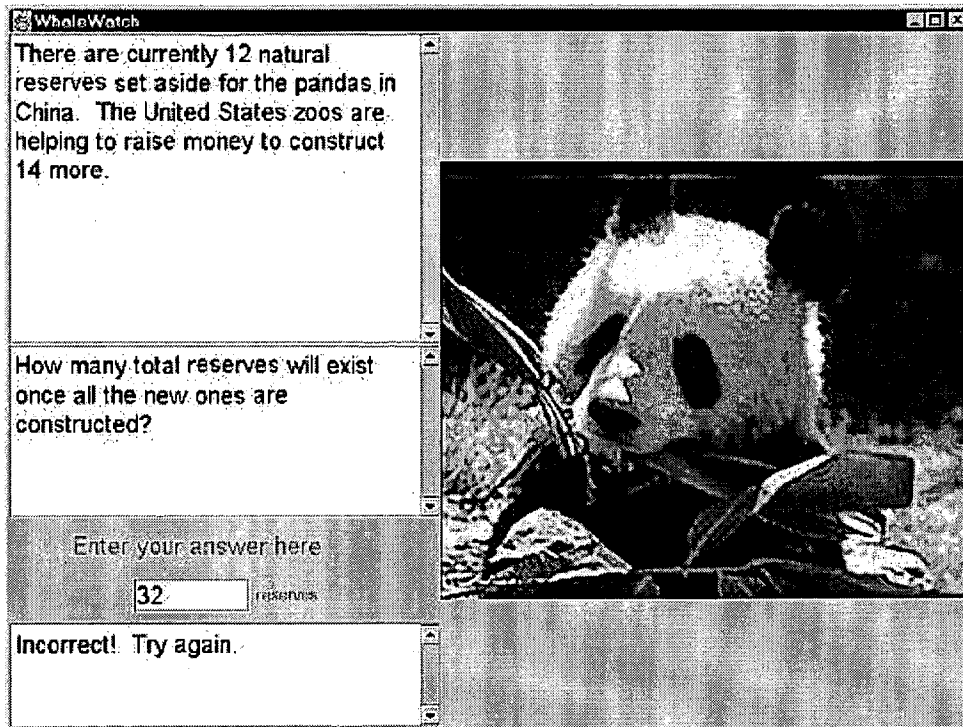 WhaleWatch
There are currently 12 natural
reserves set aside for the pandas in
China. The United States zoos are
helping to raise money to construct
14 more.
How many total reserves will exist
once all the new ones are
constructed?
Enter your answer here
32 reserves
Incorrect! Try again.